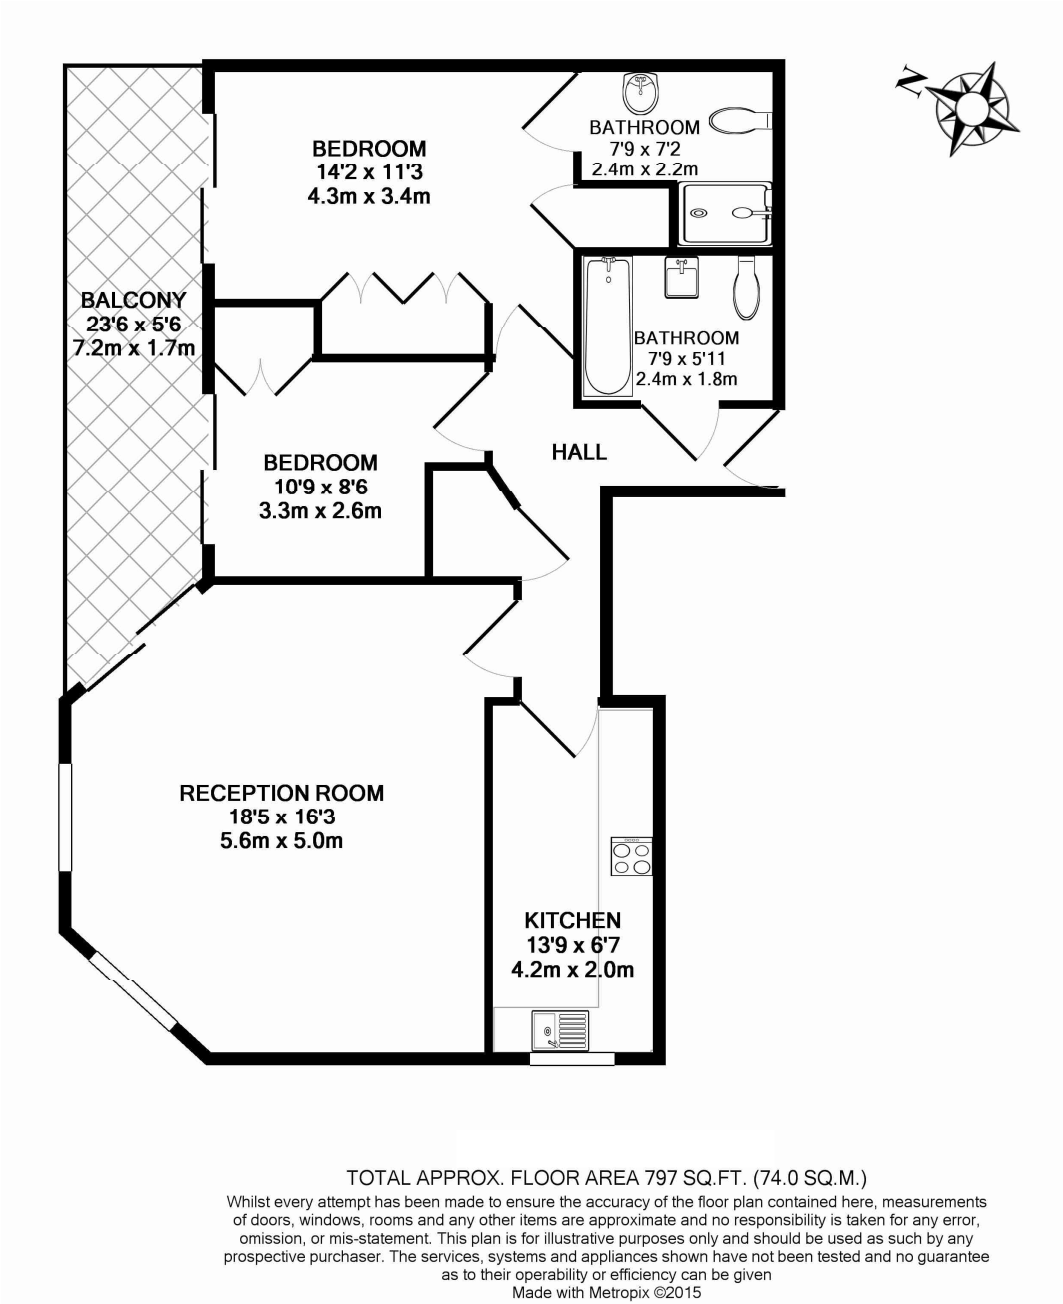 N
BATHROOM
7'9 x 7'2
2.4m x 2.2m
BEDROOM
14'2 x 11'3
4.3m x 3.4m
BALCONY
23'6 x 5'6
7.2m x 1.7m
BATHROOM
7'9 x 5'11
2.4m x 1.8m
HALL
BEDROOM
10'9 x 8'6
3.3m x 2.6m
RECEPTION ROOM
18'5 x 16'3
5.6m x 5.0m
KITCHEN
13'9 x 6'7
4.2m x 2.0m
TOTAL APPROX. FLOOR AREA 797 SQ.FT. (74.0 SQ.M.)
Whilst every attempt has been made to ensure the accuracy of the floor plan contained here, measurements
of doors, windows, rooms and any other items are approximate and no responsibility is taken for any error,
omission, or mis-statement. This plan is for illustrative purposes only and should be used as such by any
prospective purchaser. The services, systems and appliances shown have not been tested and no guarantee
as to their operability or efficiency can be given
Made with Metropix ©2015